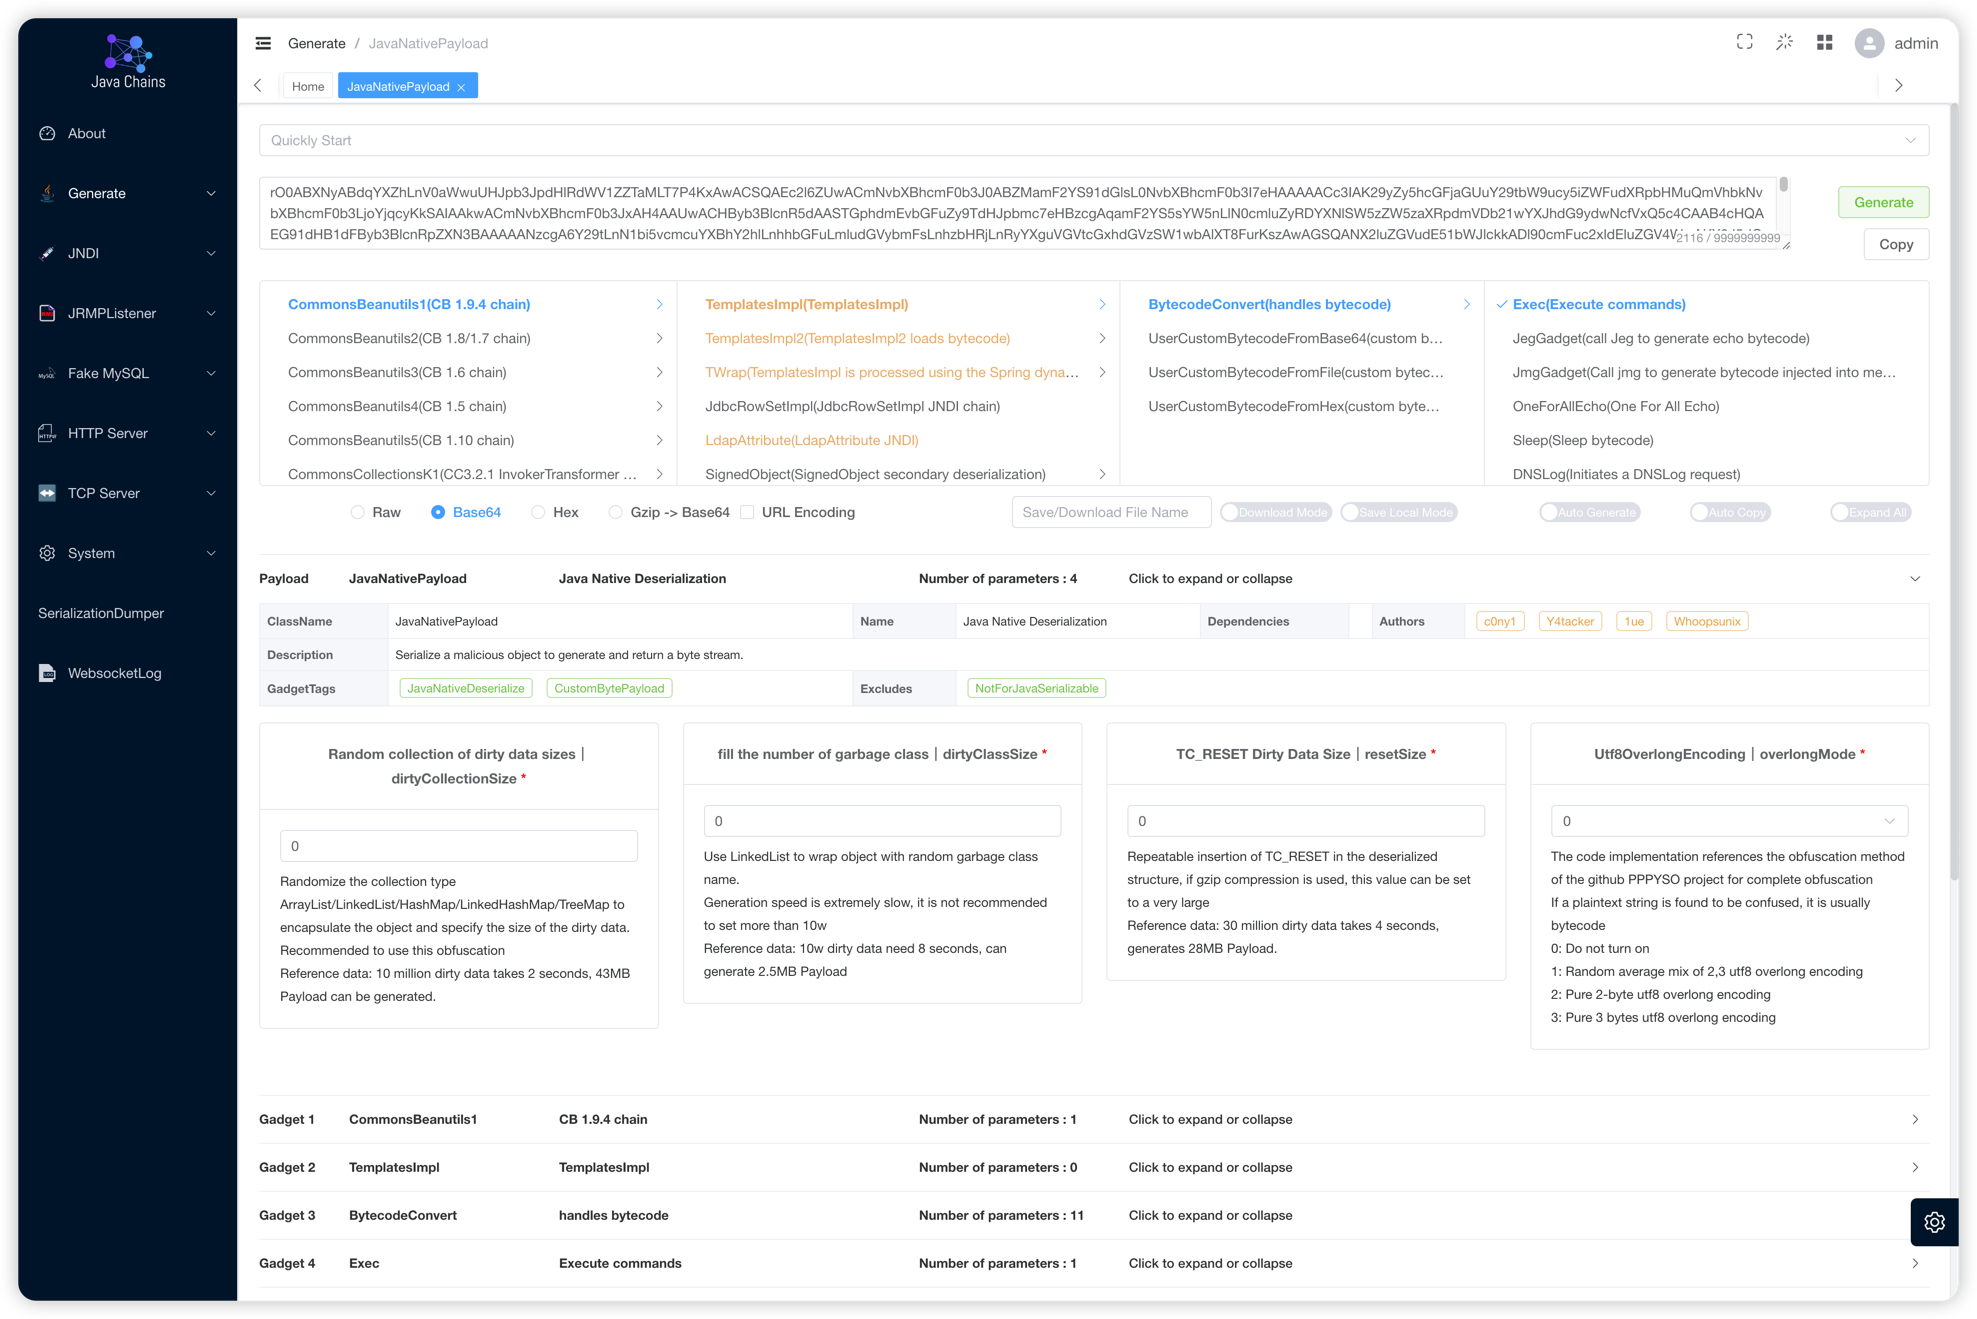 Java Chains
About
Generate
JNDI
JRMPListener
Fake MySQL
HTTP Server
TCP Server
System
SerializationDumper
WebsocketLog
Generate / JavaNativePayload
admin
Home
JavaNativePayload
Quickly Start
2116 / 9999999999
Generate
Copy
CommonsBeanutils1(CB 1.9.4 chain)
CommonsBeanutils2(CB 1.8/1.7 chain)
CommonsBeanutils3(CB 1.6 chain)
CommonsBeanutils4(CB 1.5 chain)
CommonsBeanutils5(CB 1.10 chain)
CommonsCollectionsK1(CC3.2.1 InvokerTransformer ...
TemplatesImpl(TemplatesImpl)
TemplatesImpl2(TemplatesImpl2 loads bytecode)
TWrap(TemplatesImpl is processed using the Spring dyna...
JdbcRowSetImpl(JdbcRowSetImpl JNDI chain)
LdapAttribute(LdapAttribute JNDI)
SignedObject(SignedObject secondary deserialization)
BytecodeConvert(handles bytecode)
UserCustomBytecodeFromBase64(custom b...
UserCustomBytecodeFromFile(custom bytec...
UserCustomBytecodeFromHex(custom byte...
Exec(Execute commands)
JegGadget(call Jeg to generate echo bytecode)
JmgGadget(Call jmg to generate bytecode injected into me...
OneForAllEcho(One For All Echo)
Sleep(Sleep bytecode)
DNSLog(Initiates a DNSLog request)
Raw
Base64
Hex
Gzip -> Base64
URL Encoding
Save/Download File Name
Download Mode
Save Local Mode
Auto Generate
Auto Copy
Expand All
Payload JavaNativePayload Java Native Deserialization Number of parameters : 4 Click to expand or collapse
ClassName JavaNativePayload Name Java Native Deserialization Dependencies Authors c0ny1 Y4tacker 1ue Whoopsunix
Description Serialize a malicious object to generate and return a byte stream.
GadgetTags JavaNativeDeserialize CustomBytePayload Excludes NotForJavaSerializable
Random collection of dirty data sizes |
dirtyCollectionSize *
0
Randomize the collection type
ArrayList/LinkedList/HashMap/LinkedHashMap/TreeMap to
encapsulate the object and specify the size of the dirty data.
Recommended to use this obfuscation
Reference data: 10 million dirty data takes 2 seconds, 43MB
Payload can be generated.
fill the number of garbage class | dirtyClassSize *
0
Use LinkedList to wrap object with random garbage class
name.
Generation speed is extremely slow, it is not recommended
to set more than 10w
Reference data: 10w dirty data need 8 seconds, can
generate 2.5MB Payload
TC_RESET Dirty Data Size | resetSize *
0
Repeatable insertion of TC_RESET in the deserialized
structure, if gzip compression is used, this value can be set
to a very large
Reference data: 30 million dirty data takes 4 seconds,
generates 28MB Payload.
Utf8OverlongEncoding | overlongMode *
0
The code implementation references the obfuscation method
of the github PPPYSO project for complete obfuscation
If a plaintext string is found to be confused, it is usually
bytecode
0: Do not turn on
1: Random average mix of 2,3 utf8 overlong encoding
2: Pure 2-byte utf8 overlong encoding
3: Pure 3 bytes utf8 overlong encoding
Gadget 1 CommonsBeanutils1 CB 1.9.4 chain Number of parameters : 1 Click to expand or collapse
Gadget 2 TemplatesImpl TemplatesImpl Number of parameters : 0 Click to expand or collapse
Gadget 3 BytecodeConvert handles bytecode Number of parameters : 11 Click to expand or collapse
Gadget 4 Exec Execute commands Number of parameters : 1 Click to expand or collapse